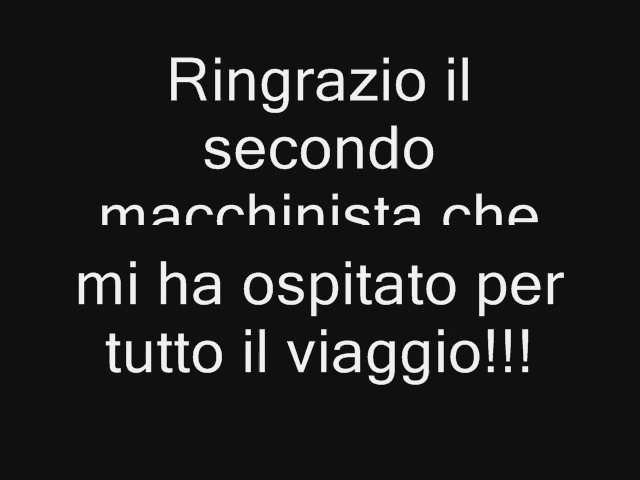 Ringrazio il
secondo
macchinista che
mi ha ospitato per
tutto il viaggio!!!